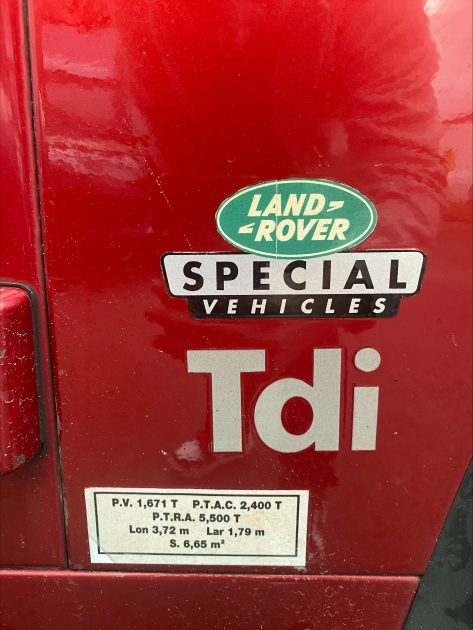 LAND-
-ROVER
SPECIAL
VEHICLES
Tdi
P.V. 1,671 T P.T.A.C. 2,400 T
P.T.R.A. 5,500 T
Lon 3,72 m Lar 1,79 m
S. 6,65 m²